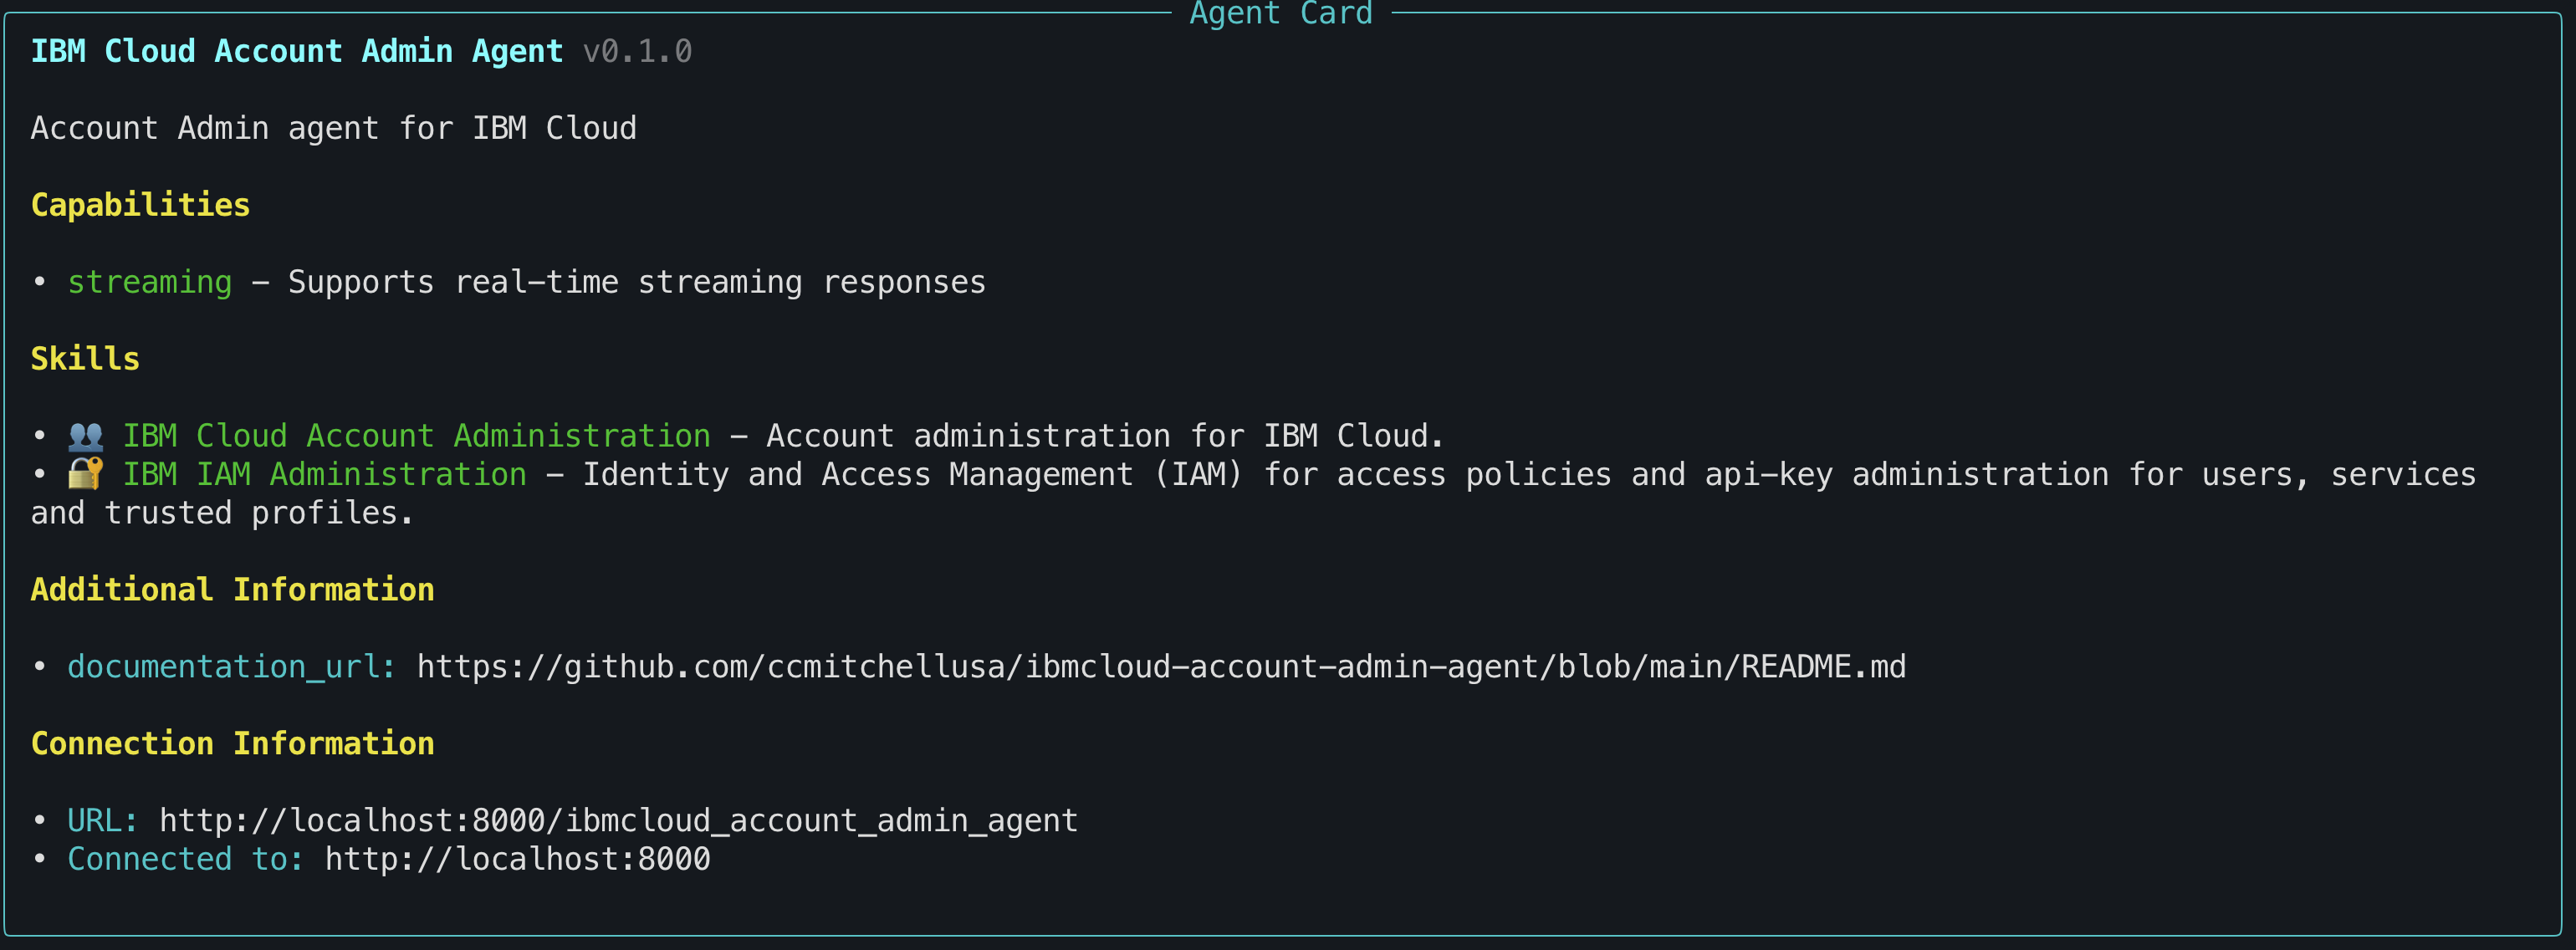 Agent Card
IBM Cloud Account Admin Agent v0.1.0
Account Admin agent for IBM Cloud
Capabilities
• streaming – Supports real-time streaming responses
Skills
• 👥 IBM Cloud Account Administration – Account administration for IBM Cloud.
• 🔐 IBM IAM Administration – Identity and Access Management (IAM) for access policies and api-key administration for users, services
and trusted profiles.
Additional Information
• documentation_url: https://github.com/ccmitchellusa/ibmcloud-account-admin-agent/blob/main/README.md
Connection Information
• URL: http://localhost:8000/ibmcloud_account_admin_agent
• Connected to: http://localhost:8000